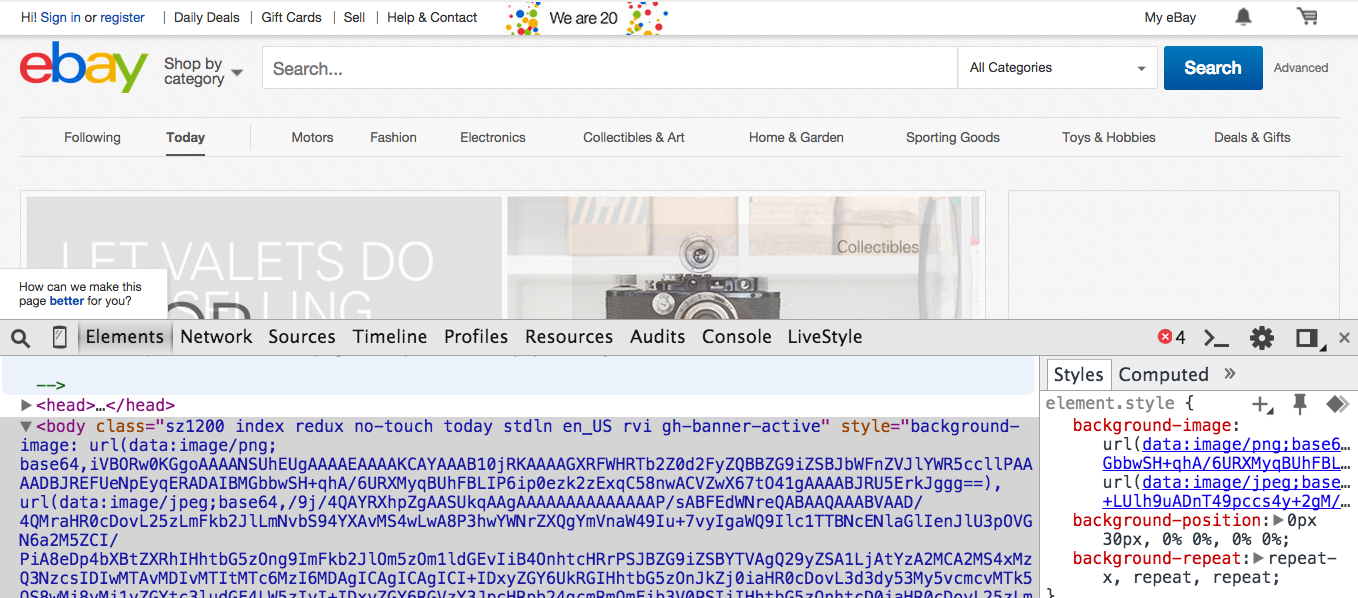 Hi! Sign in or register | Daily Deals | Gift Cards | Sell | Help & Contact We are 20 My eBay
ebay Shop by category Search... All Categories Search Advanced
Following Today Motors Fashion Electronics Collectibles & Art Home & Garden Sporting Goods Toys & Hobbies Deals & Gifts
LET VALETS DO
Collectibles
SELLING
How can we make this
page better for you?
Elements Network Sources Timeline Profiles Resources Audits Console LiveStyle 4
-->
<head>…</head>
<body class="sz1200 index redux no-touch today stdln en_US rvi gh-banner-active" style="background-
image: url(data:image/png;
base64,iVBORw0KGgoAAAANSUhEUgAAAAEAAAAKCAYAAAB10jRKAAAAGXRFWHRTb2Z0d2FyZQBBZG9iZSBJbWFnZVJlYWR5ccllPAA
AADBJREFUeNpEyqERADAIBMGbbwSH+qhA/6URXMyqBUhFBLIP6ip0ezk2zExqC58nwACVZwX67tO41gAAAABJRU5ErkJggg==),
url(data:image/jpeg;base64,/9j/4QAYRXhpZgAASUkqAAgAAAAAAAAAAAAAAP/sABFEdWNreQABAAQAAABVAAD/
4QMraHR0cDovL25zLmFkb2JlLmNvbS94YXAvMS4wLwA8P3hwYWNrZXQgYmVnaW49Iu+7vyIgaWQ9Ilc1TTBNcENlaGlIenJlU3pOVG
N6a2M5ZCI/
PiA8eDp4bXBtZXRhIHhtbG5zOng9ImFkb2JlOm5zOm1ldGEvIiB4OnhtcHRrPSJBZG9iZSBYTVAgQ29yZSA1LjAtYzA2MCA2MS4xMz
Q3NzcsIDIwMTAvMDIvMTItMTc6MzI6MDAgICAgICAgICI+IDxyZGY6UkRGIHhtbG5zOnJkZj0iaHR0cDovL3d3dy53My5vcmcvMTk5
Styles Computed »
element.style {
background-image:
url(data:image/png;base6…
GbbwSH+qhA/6URXMyqBUhFBL…
url(data:image/jpeg;base…
+LUlh9uADnT49pccs4y+2gM/…
background-position: 0px
30px, 0% 0%, 0% 0%;
background-repeat: repeat-
x, repeat, repeat;
}